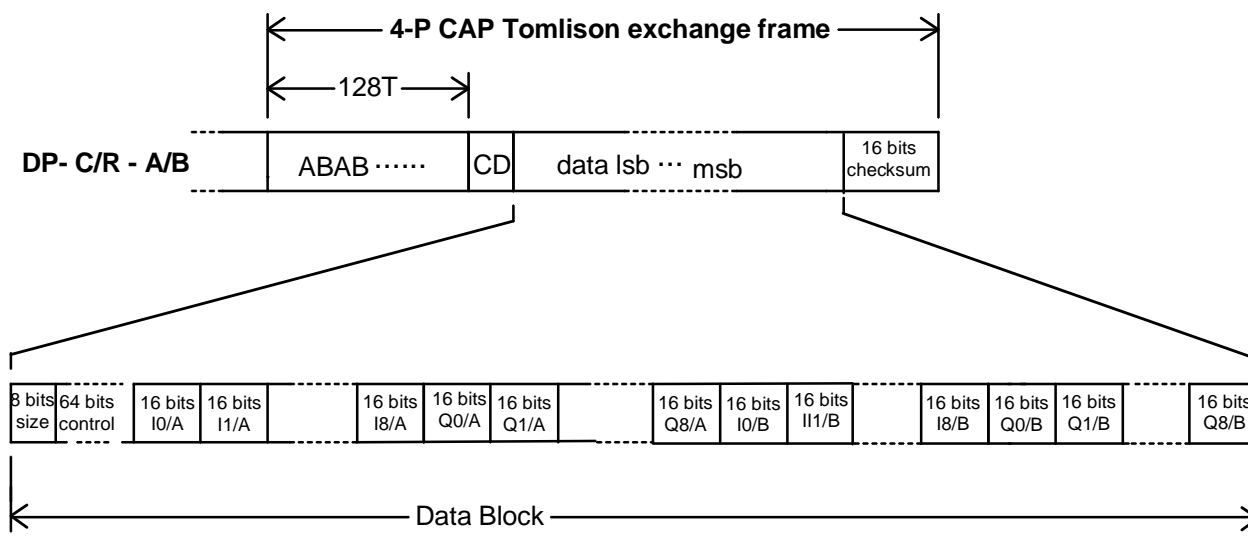 4-P CAP Tomlison exchange frame
128T
DP- C/R - A/B
ABAB ······
CD
data lsb ··· msb
16 bits
checksum
8 bits
size
64 bits
control
16 bits
I0/A
16 bits
I1/A
16 bits
I8/A
16 bits
Q0/A
16 bits
Q1/A
16 bits
Q8/A
16 bits
I0/B
16 bits
II1/B
16 bits
I8/B
16 bits
Q0/B
16 bits
Q1/B
16 bits
Q8/B
Data Block